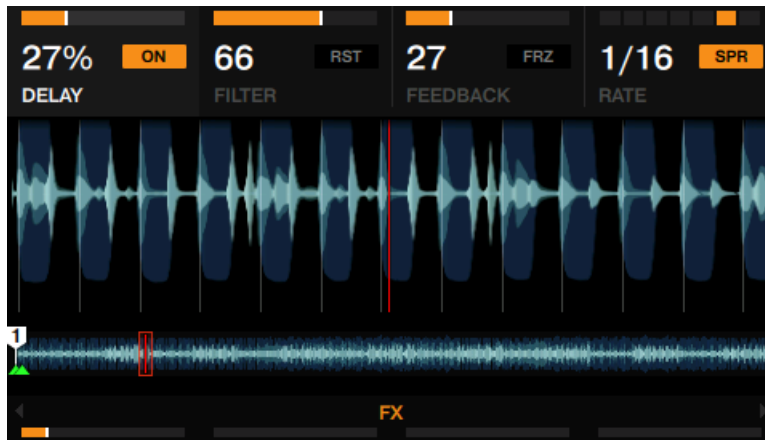 27% ON 66 RST 27 FRZ 1/16 SPR
DELAY FILTER FEEDBACK RATE
1
FX